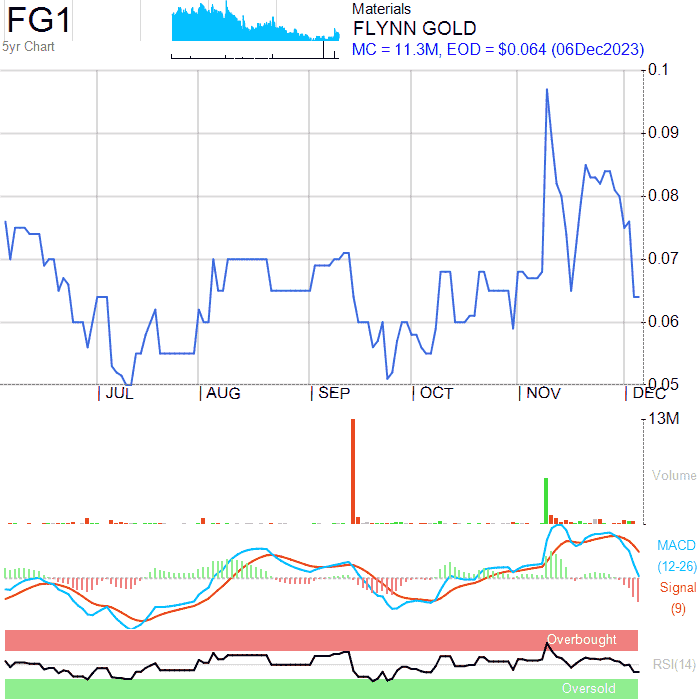 FG1
5yr Chart
Materials
FLYNN GOLD
MC = 11.3M, EOD = $0.064 (06Dec2023)
0.1
0.09
0.08
0.07
0.06
0.05
JUL AUG SEP OCT NOV DEC
13M
Volume
MACD
(12-26)
Signal
(9)
Overbought
RSI(14)
Oversold